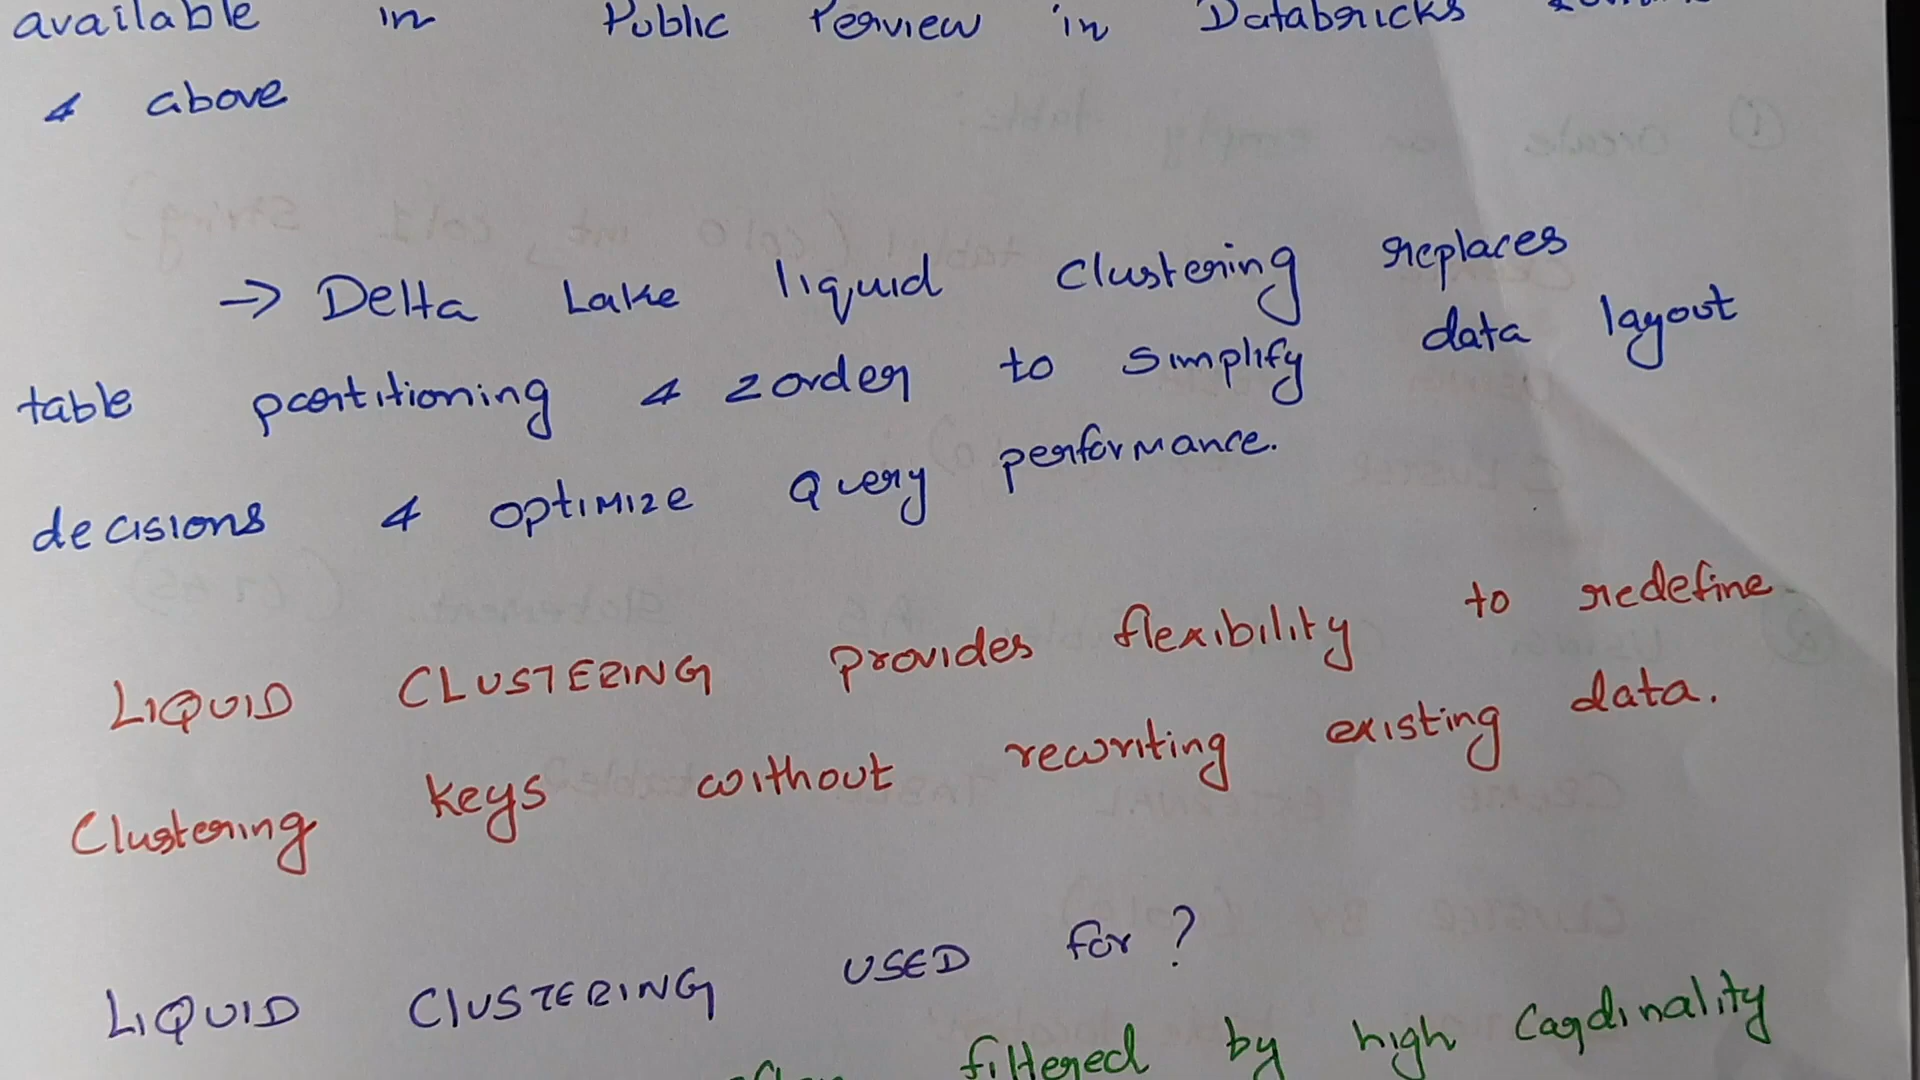 available in Public Perview in Databricks
& above
→ Delta Lake liquid clustering replaces
table partitioning & zorder to simplify data layout
decisions & optimize Query performance.
LIQUID CLUSTERING provides flexibility to redefine
Clustering keys without rewriting existing data.
LIQUID ClUSTERING USED for?
filtered by high Cardinality